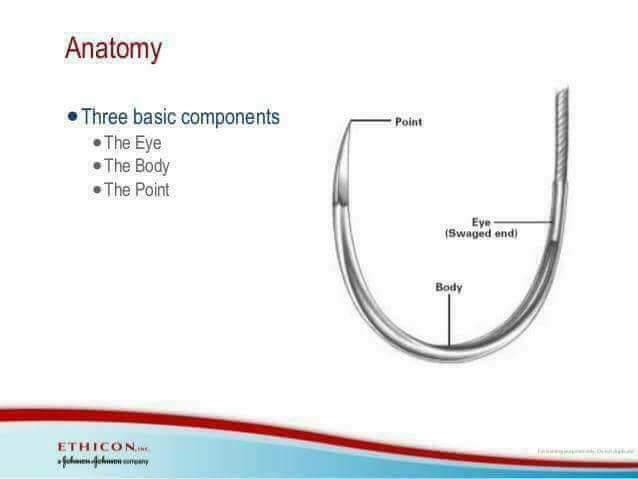 Anatomy
•Three basic components
•The Eye
•The Body
•The Point
Point
Eye
(Swaged end)
Body
ETHICON, INC.
a Johnson & Johnson company